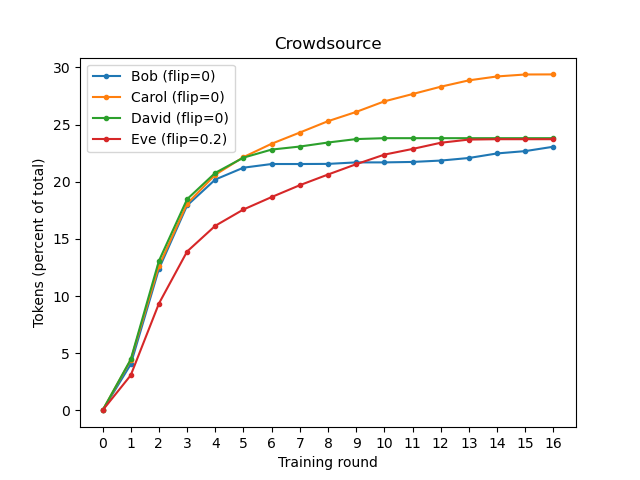 Crowdsource
Bob (flip=0)
Carol (flip=0)
David (flip=0)
Eve (flip=0.2)
Tokens (percent of total)
30
25
20
15
10
5
0
0 1 2 3 4 5 6 7 8 9 10 11 12 13 14 15 16
Training round